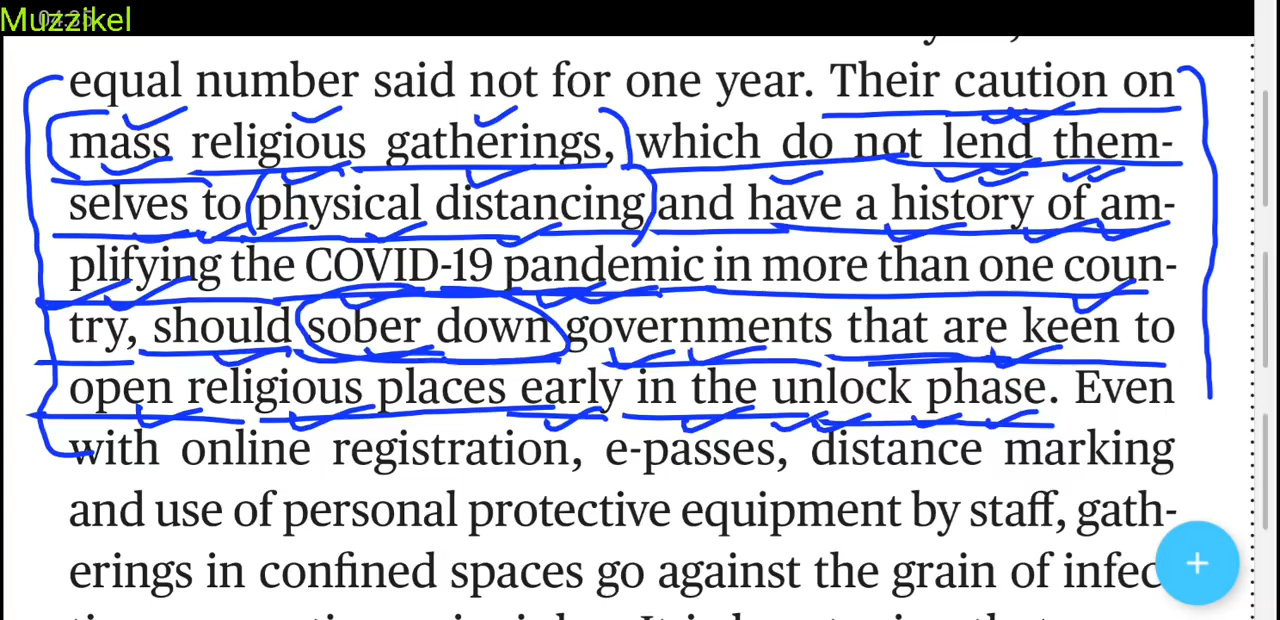 Muzzikel
equal number said not for one year. Their caution on
mass religious gatherings, which do not lend them-
selves to physical distancing and have a history of am-
plifying the COVID-19 pandemic in more than one coun-
try, should sober down governments that are keen to
open religious places early in the unlock phase. Even
with online registration, e-passes, distance marking
and use of personal protective equipment by staff, gath-
erings in confined spaces go against the grain of infec